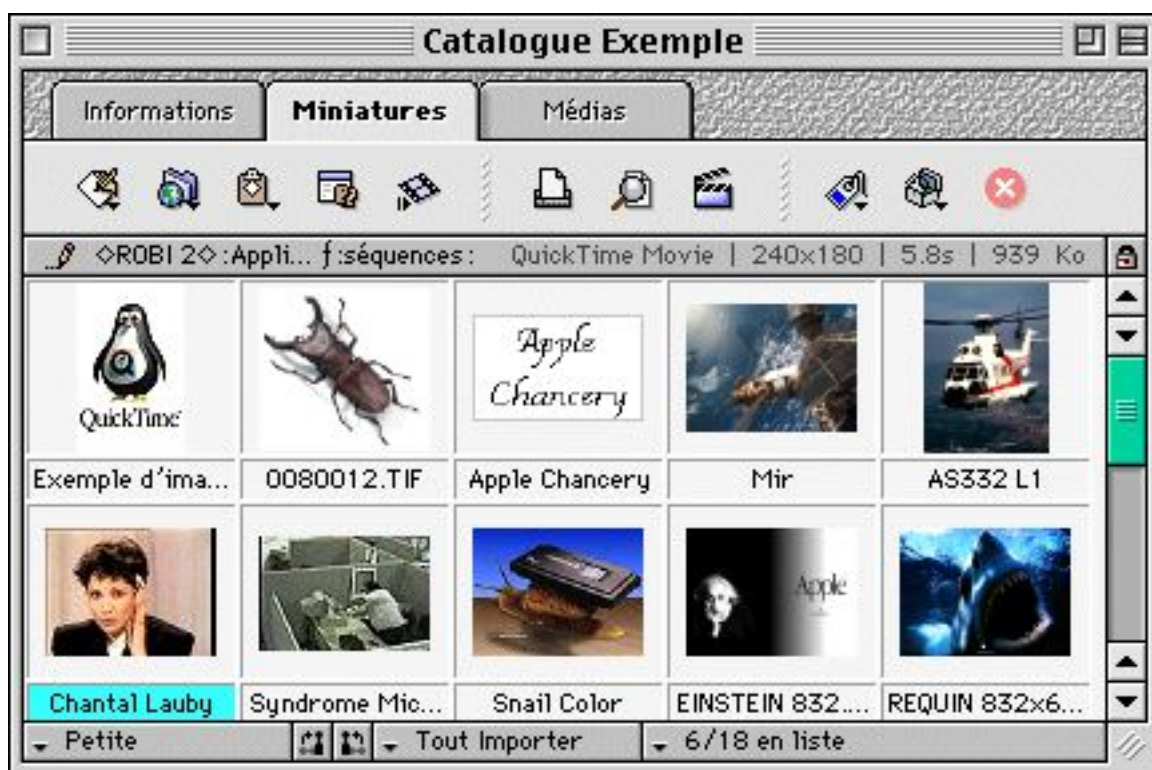 Catalogue Exemple
Informations Miniatures Médias
◇ROBI 2◇:Appli... ƒ:séquences: QuickTime Movie | 240x180 | 5.8s | 939 Ko
QuickTime
Apple
Chancery
Apple
Exemple d'ima... 0080012.TIF Apple Chancery Mir AS332 L1
Chantal Lauby Syndrome Mic... Snail Color EINSTEIN 832.... REQUIN 832x6...
Petite Tout Importer 6/18 en liste